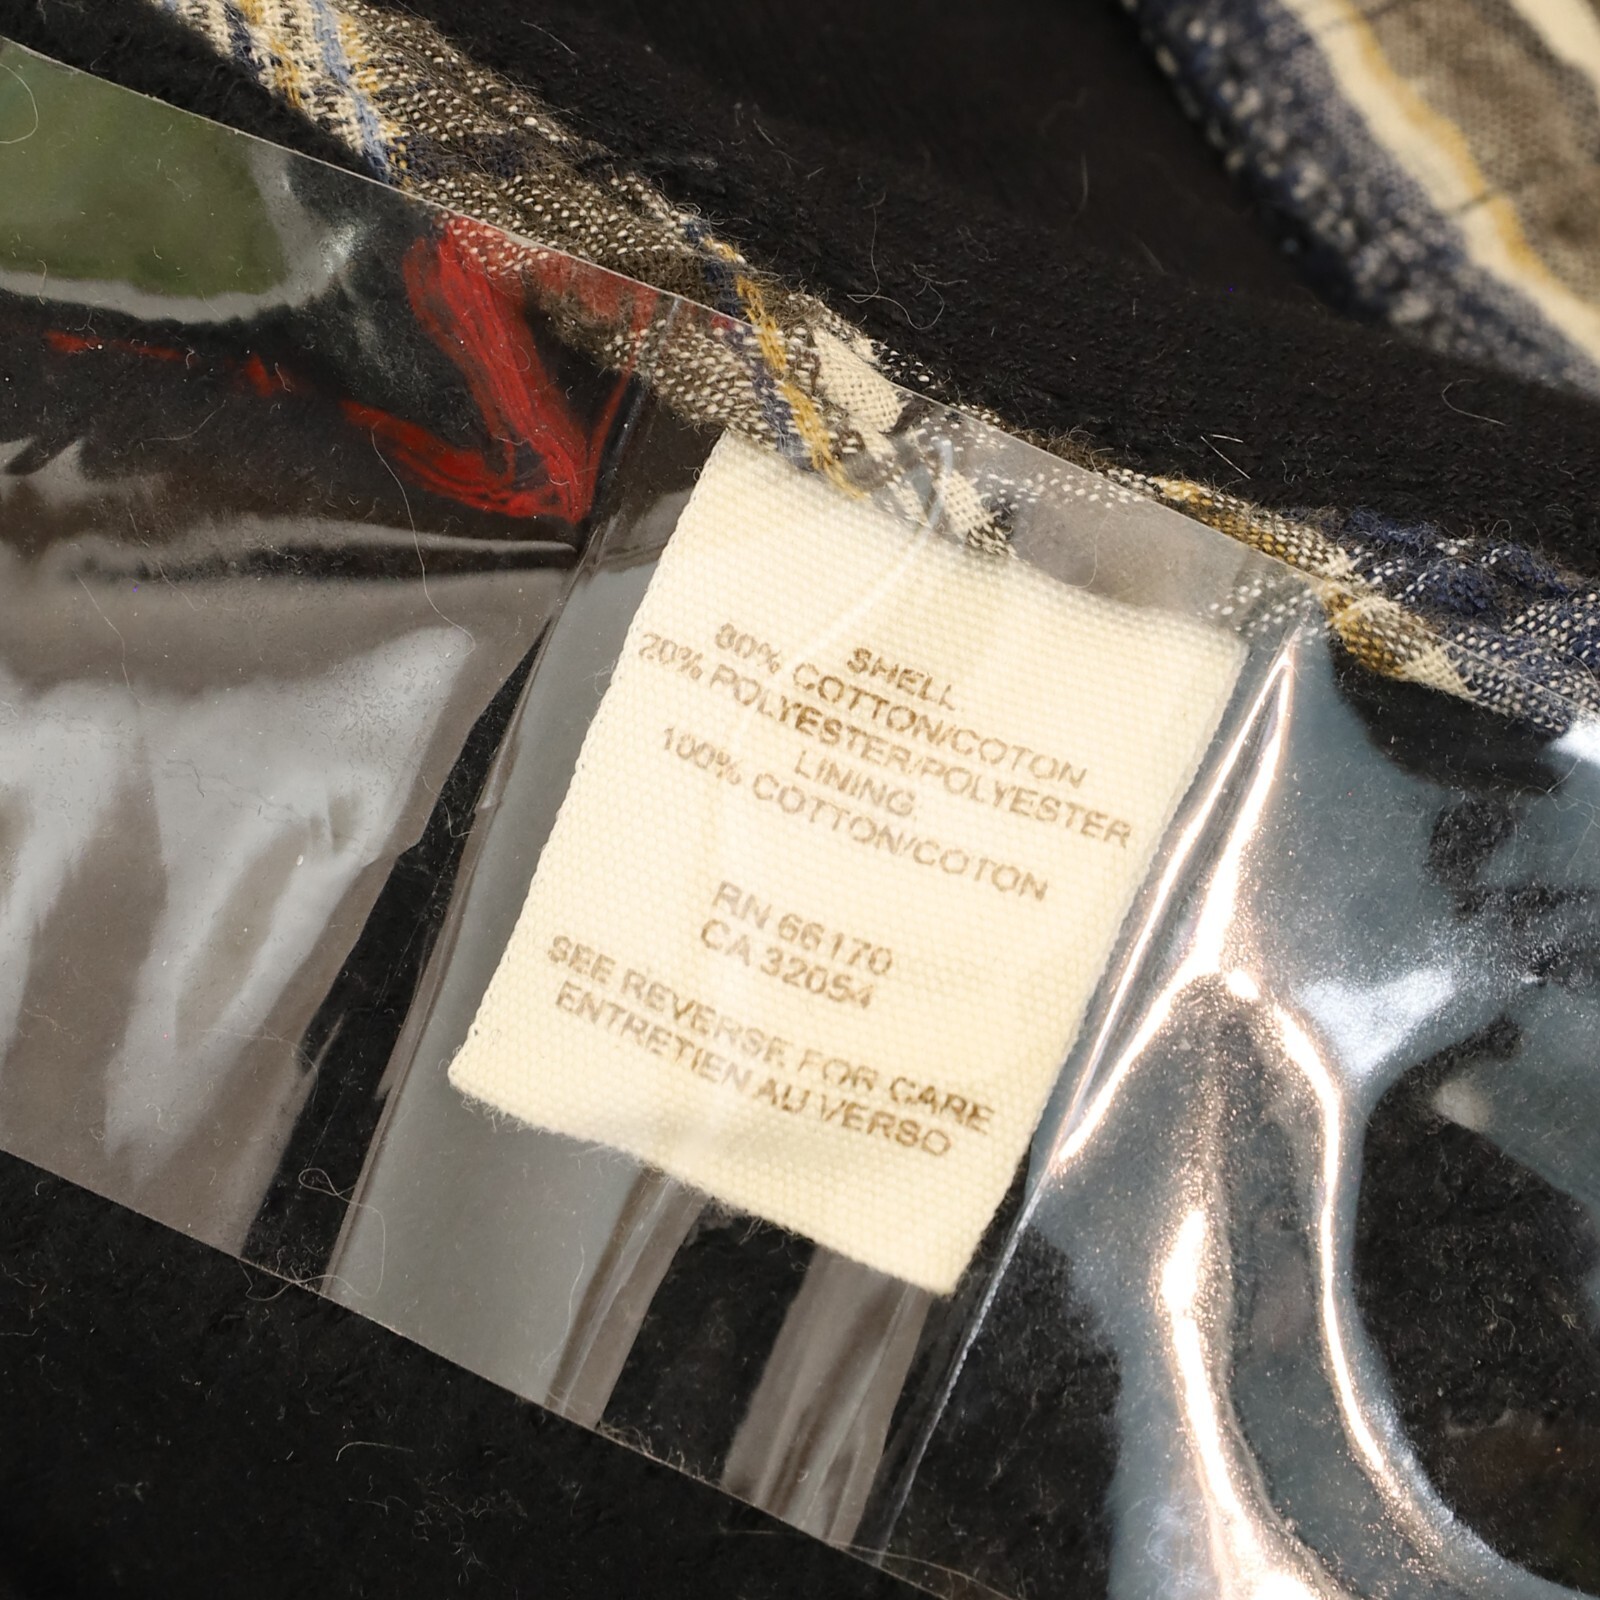 SHELL
80% COTTON/COTON
20% POLYESTER/POLYESTER
LINING.
100% COTTON/COTON
RN 66170
CA 32054
SEE REVERSE FOR CARE
ENTRETIEN AU VERSO